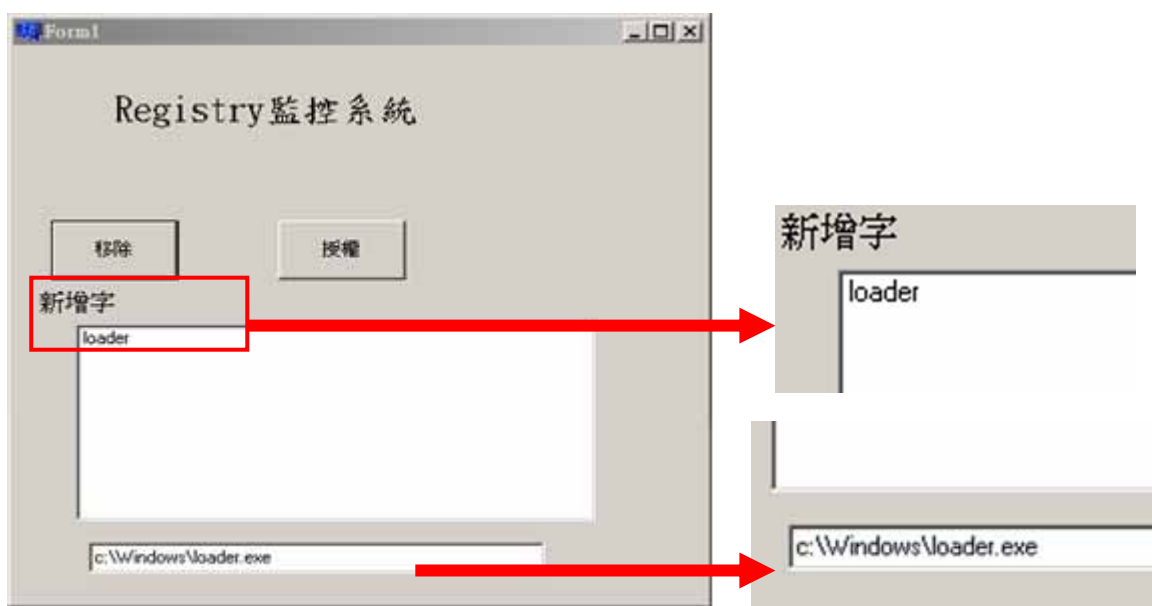 Form1
Registry監控系統
移除
授權
新增字
loader
c:\Windows\loader.exe
新增字
loader
c:\Windows\loader.exe